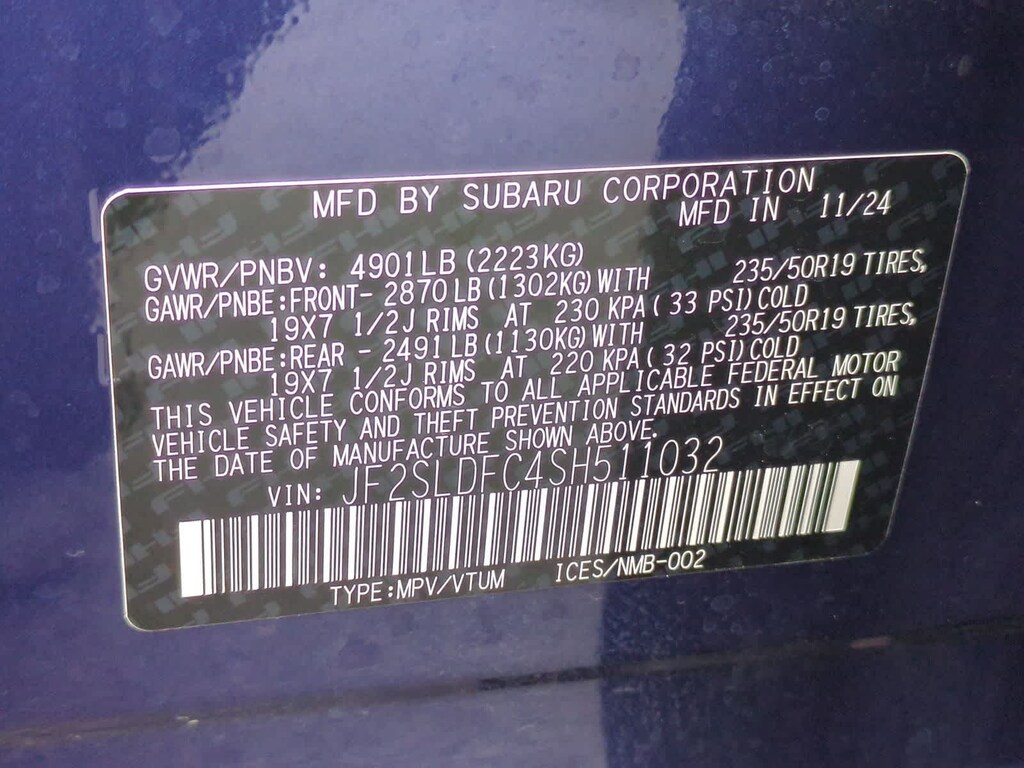 MFD BY SUBARU CORPORATION
MFD IN 11/24
GVWR/PNBV: 4901LB (2223KG)
GAWR/PNBE:FRONT- 2870LB (1302KG) WITH 235/50R19 TIRES,
19X7 1/2J RIMS AT 230 KPA( 33 PSI) COLD
GAWR/PNBE:REAR - 2491LB (1130KG) WITH 235/50R19 TIRES,
19X7 1/2J RIMS AT 220 KPA( 32 PSI) COLD
THIS VEHICLE CONFORMS TO ALL APPLICABLE FEDERAL MOTOR
VEHICLE SAFETY AND THEFT PREVENTION STANDARDS IN EFFECT ON
THE DATE OF MANUFACTURE SHOWN ABOVE.
VIN: JF2SLDFC4SH511032
TYPE:MPV/VTUM ICES/NMB-002